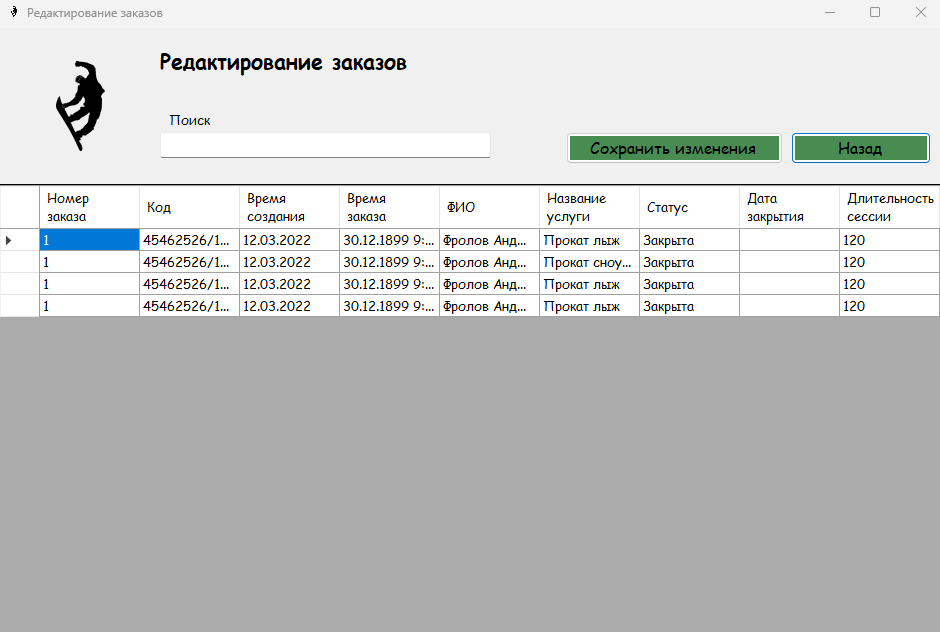 Редактирование заказов
Редактирование заказов
Поиск
Сохранить изменения
Назад
Номер заказа
Код
Время создания
Время заказа
ФИО
Название услуги
Статус
Дата закрытия
Длительность сессии
1 45462526/1... 12.03.2022 30.12.1899 9:... Фролов Анд... Прокат лыж Закрыта 120
1 45462526/1... 12.03.2022 30.12.1899 9:... Фролов Анд... Прокат сноу... Закрыта 120
1 45462526/1... 12.03.2022 30.12.1899 9:... Фролов Анд... Прокат лыж Закрыта 120
1 45462526/1... 12.03.2022 30.12.1899 9:... Фролов Анд... Прокат лыж Закрыта 120